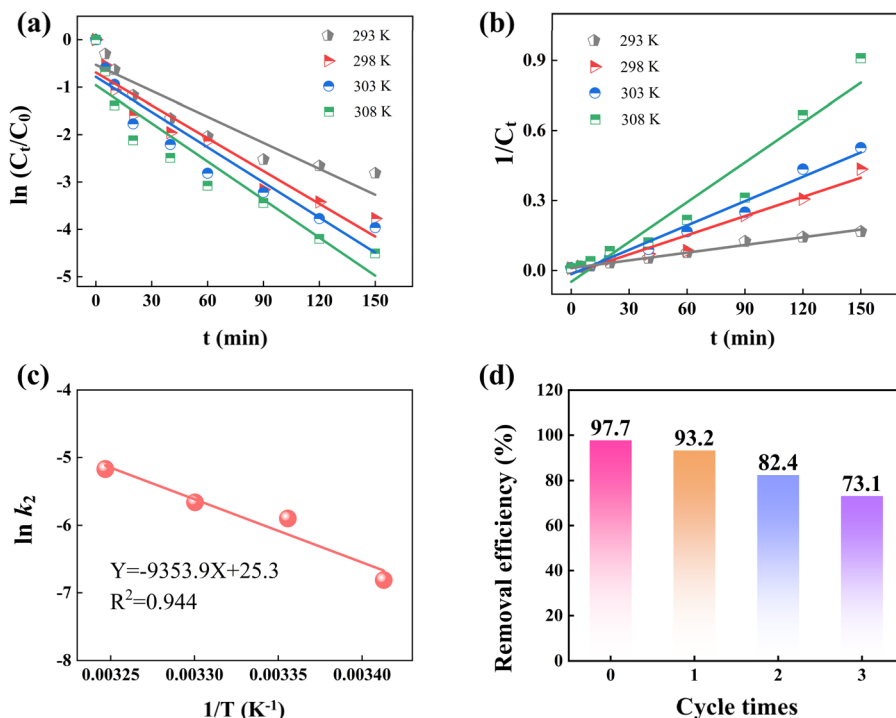 (a)
ln (Ct/C0)
0
-1
-2
-3
-4
-5
293 K
298 K
303 K
308 K
0 30 60 90 120 150
t (min)
(b)
1/Ct
0.9
0.6
0.3
0.0
293 K
298 K
303 K
308 K
0 30 60 90 120 150
t (min)
(c)
ln k2
-4
-5
-6
-7
-8
Y=-9353.9X+25.3
R²=0.944
0.00325 0.00330 0.00335 0.00340
1/T (K⁻¹)
(d)
Removal efficiency (%)
120
100
80
60
40
20
0
97.7
93.2
82.4
73.1
0 1 2 3
Cycle times